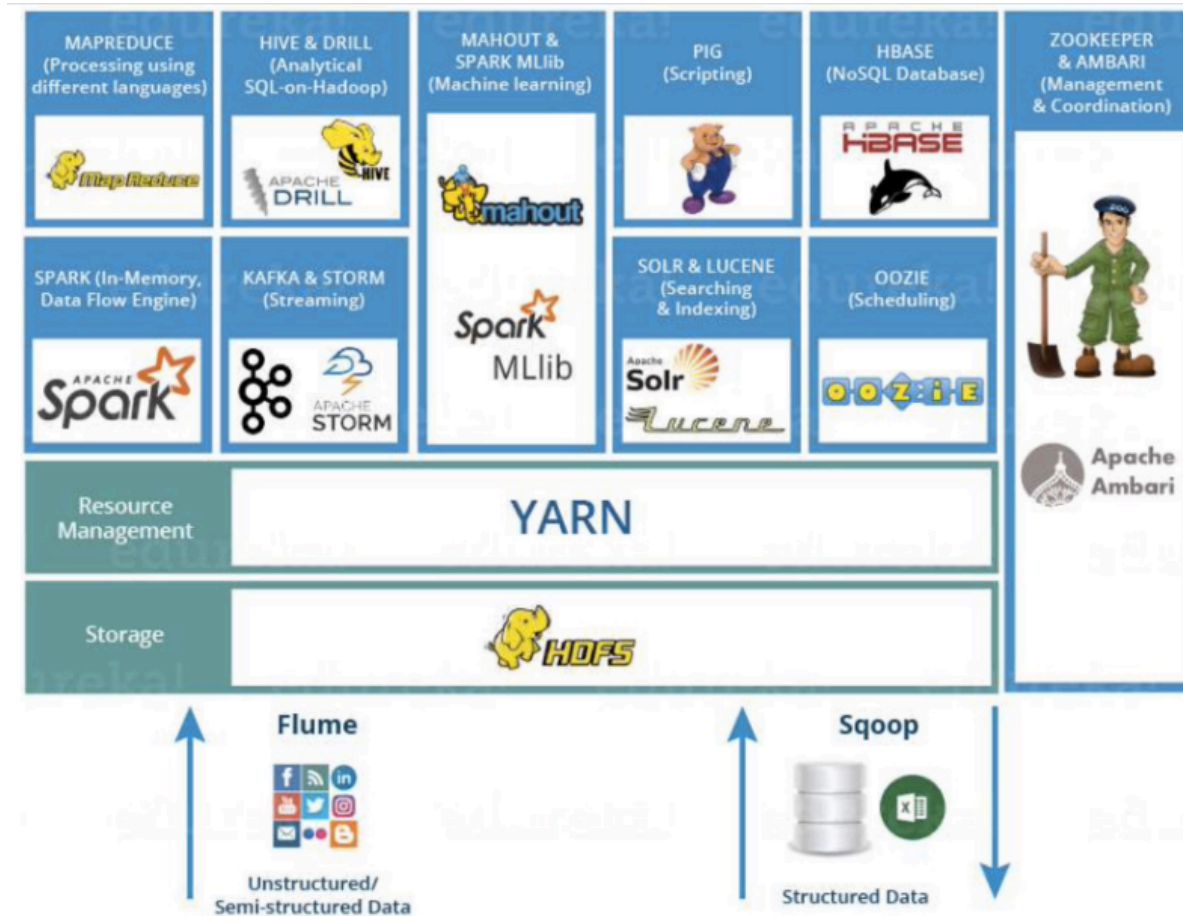 MAPREDUCE
(Processing using
different languages)
Map Reduce
HIVE & DRILL
(Analytical
SQL-on-Hadoop)
HIVE
APACHE
DRILL
MAHOUT &
SPARK MLlib
(Machine learning)
mahout
Spark
MLlib
PIG
(Scripting)
HBASE
(NoSQL Database)
APACHE
HBASE
ZOOKEEPER
& AMBARI
(Management
& Coordination)
ZOO
Apache
Ambari
SPARK (In-Memory,
Data Flow Engine)
APACHE
Spark
KAFKA & STORM
(Streaming)
APACHE
STORM
SOLR & LUCENE
(Searching
& Indexing)
Apache
Solr
Lucene
OOZIE
(Scheduling)
OOZiE
Resource
Management
YARN
Storage
HDFS
Flume
Unstructured/
Semi-structured Data
Sqoop
Structured Data
edureka!